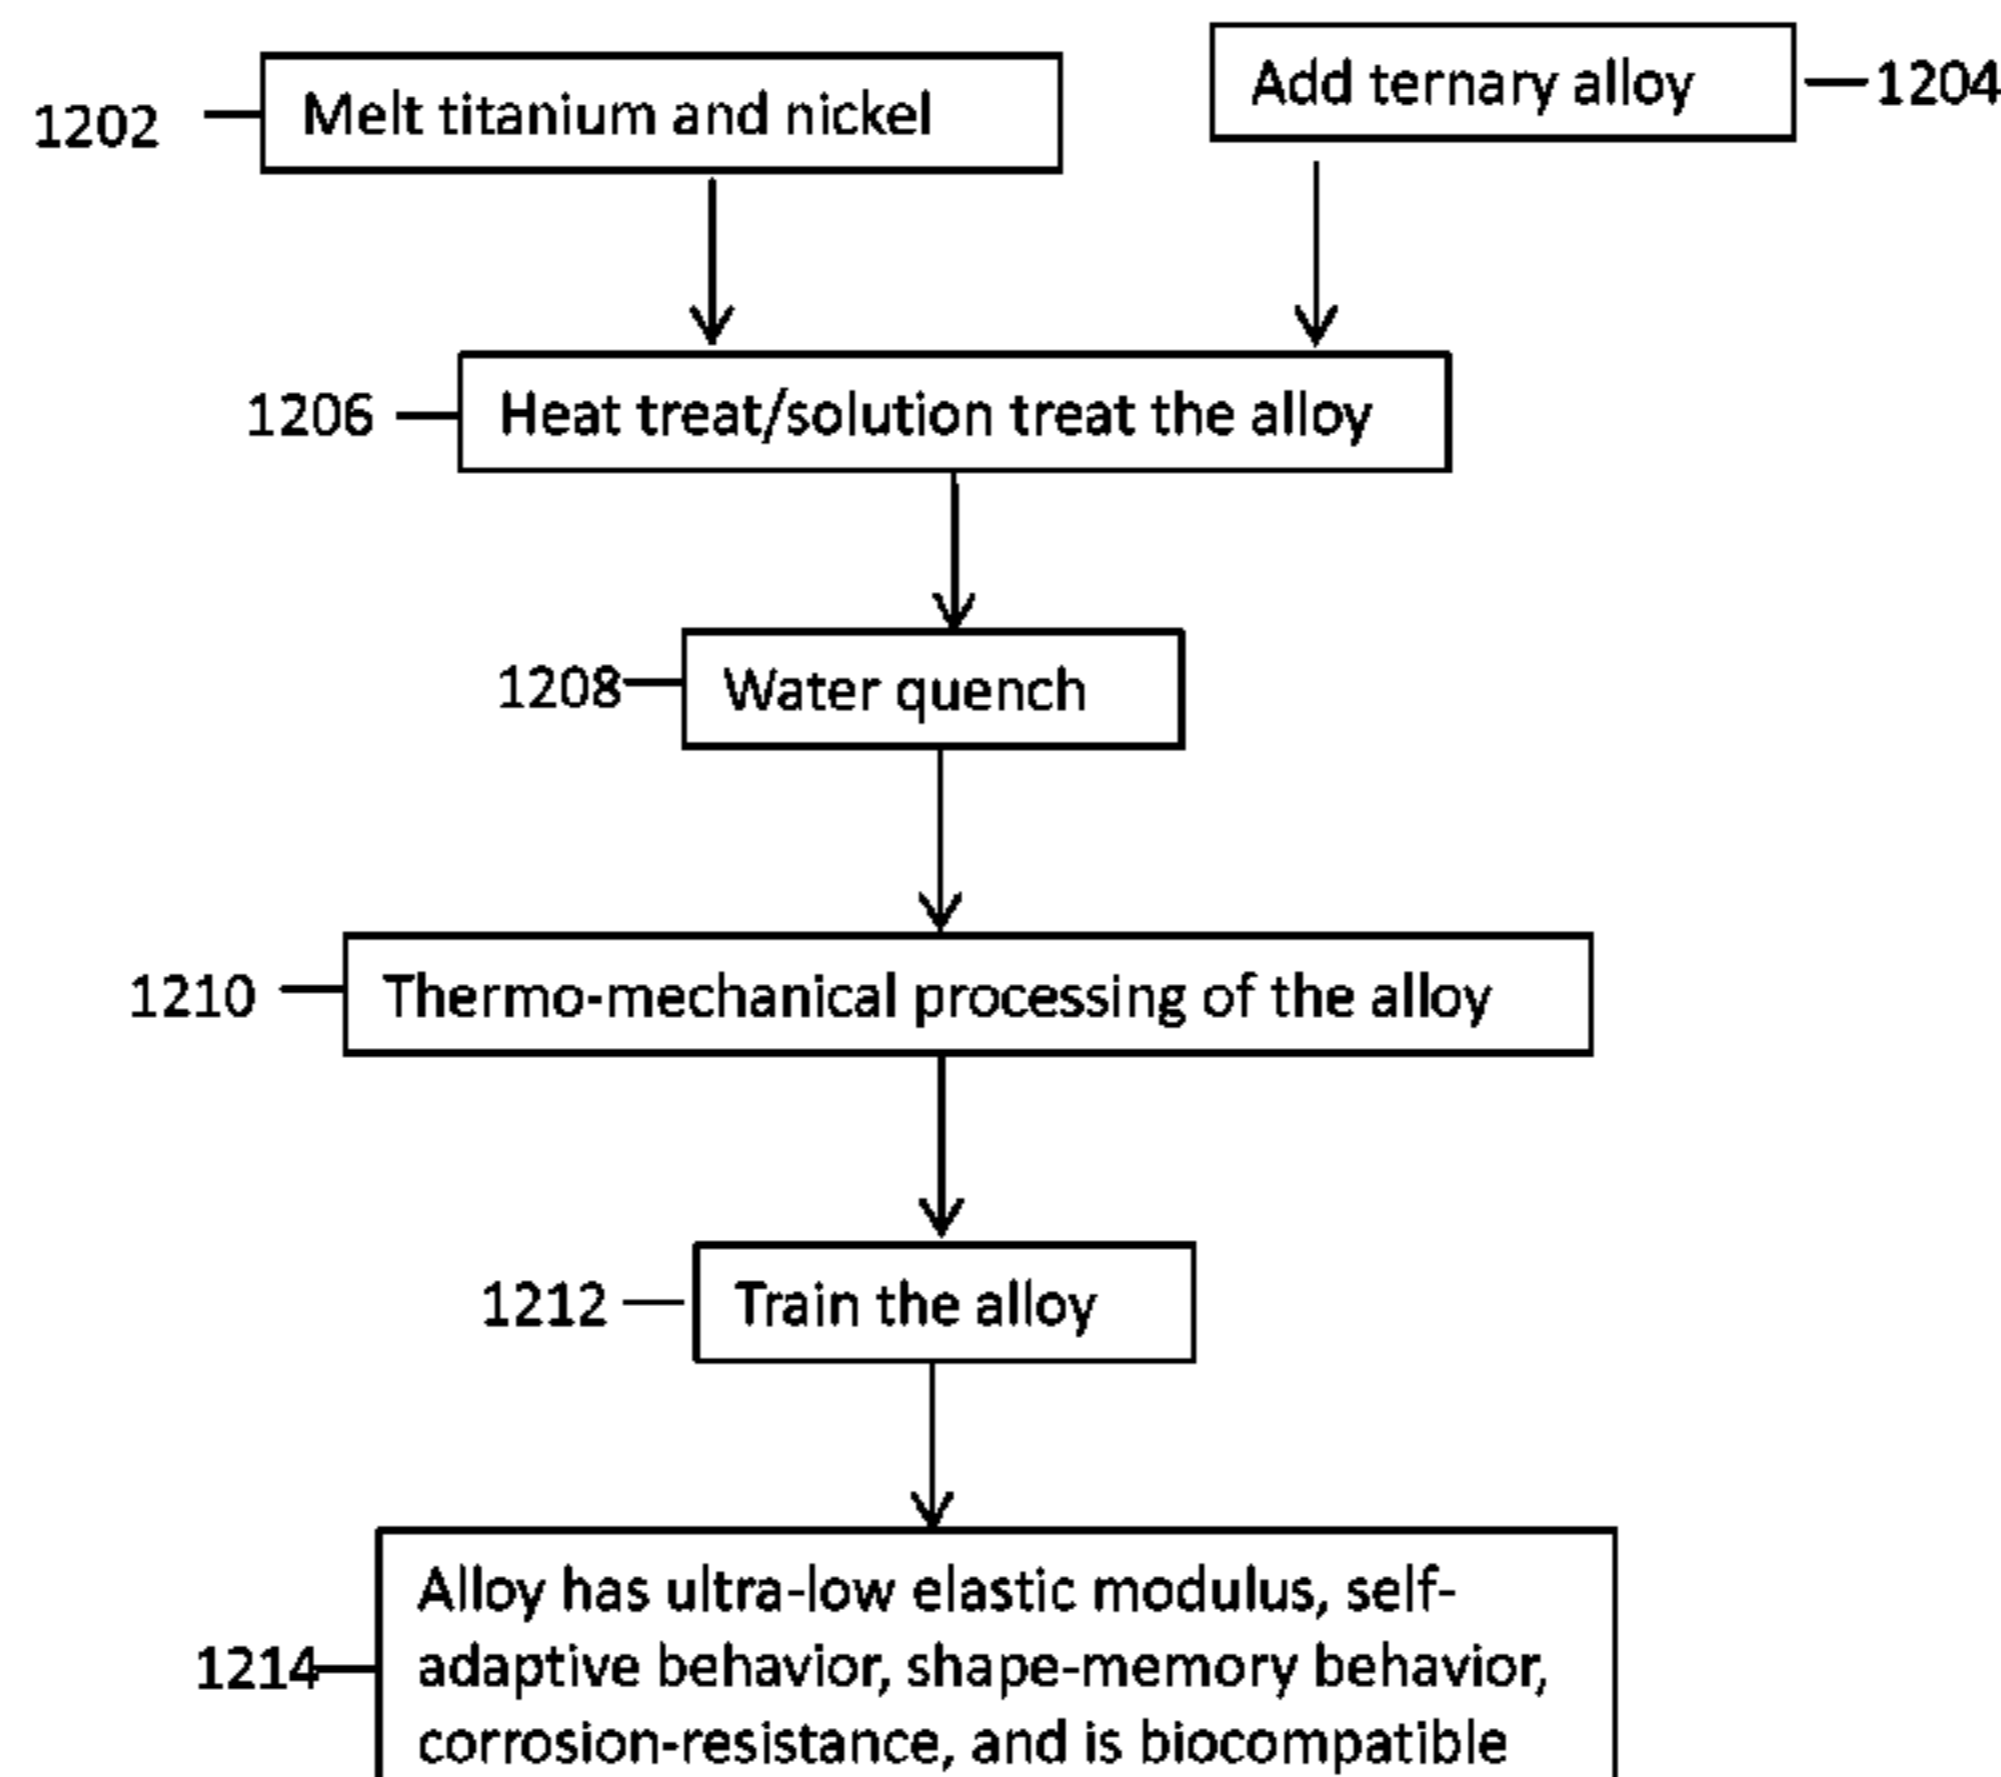 1202
Melt titanium and nickel
Add ternary alloy
1204
1206
Heat treat/solution treat the alloy
1208
Water quench
1210
Thermo-mechanical processing of the alloy
1212
Train the alloy
1214
Alloy has ultra-low elastic modulus, self-
adaptive behavior, shape-memory behavior,
corrosion-resistance, and is biocompatible